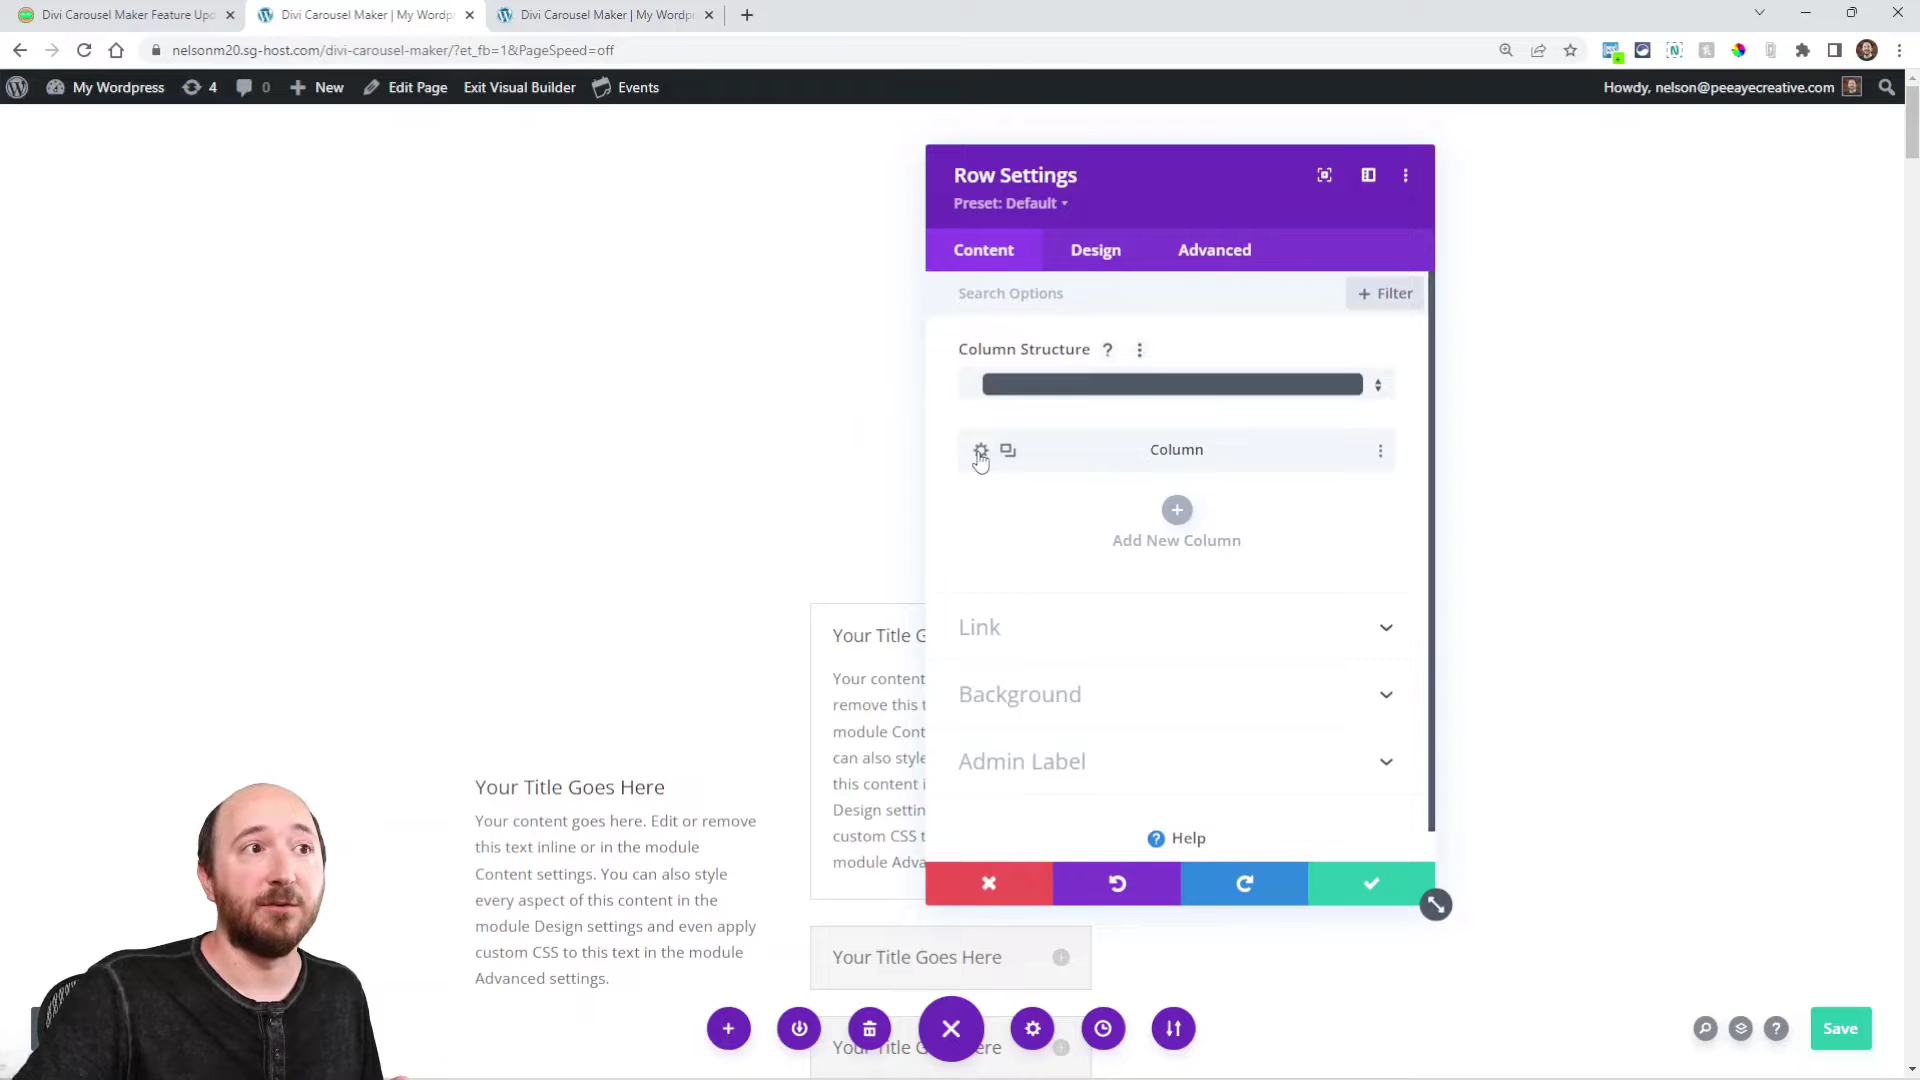 Divi Carousel Maker Feature Upd
Divi Carousel Maker | My Wordpr
Divi Carousel Maker | My Wordpr
nelsonm20.sg-host.com/divi-carousel-maker/?et_fb=1&PageSpeed=off
My Wordpress
4
0
New
Edit Page
Exit Visual Builder
Events
Howdy, nelson@peeayecreative.com
Row Settings
Preset: Default
Content
Design
Advanced
Search Options
+ Filter
Column Structure
Column
Add New Column
Link
Background
Admin Label
Help
Your Title G
Your content
remove this t
module Cont
can also style
this content i
Design settin
custom CSS t
module Adva
Your Title Goes Here
Your content goes here. Edit or remove
this text inline or in the module
Content settings. You can also style
every aspect of this content in the
module Design settings and even apply
custom CSS to this text in the module
Advanced settings.
Your Title Goes Here
Save